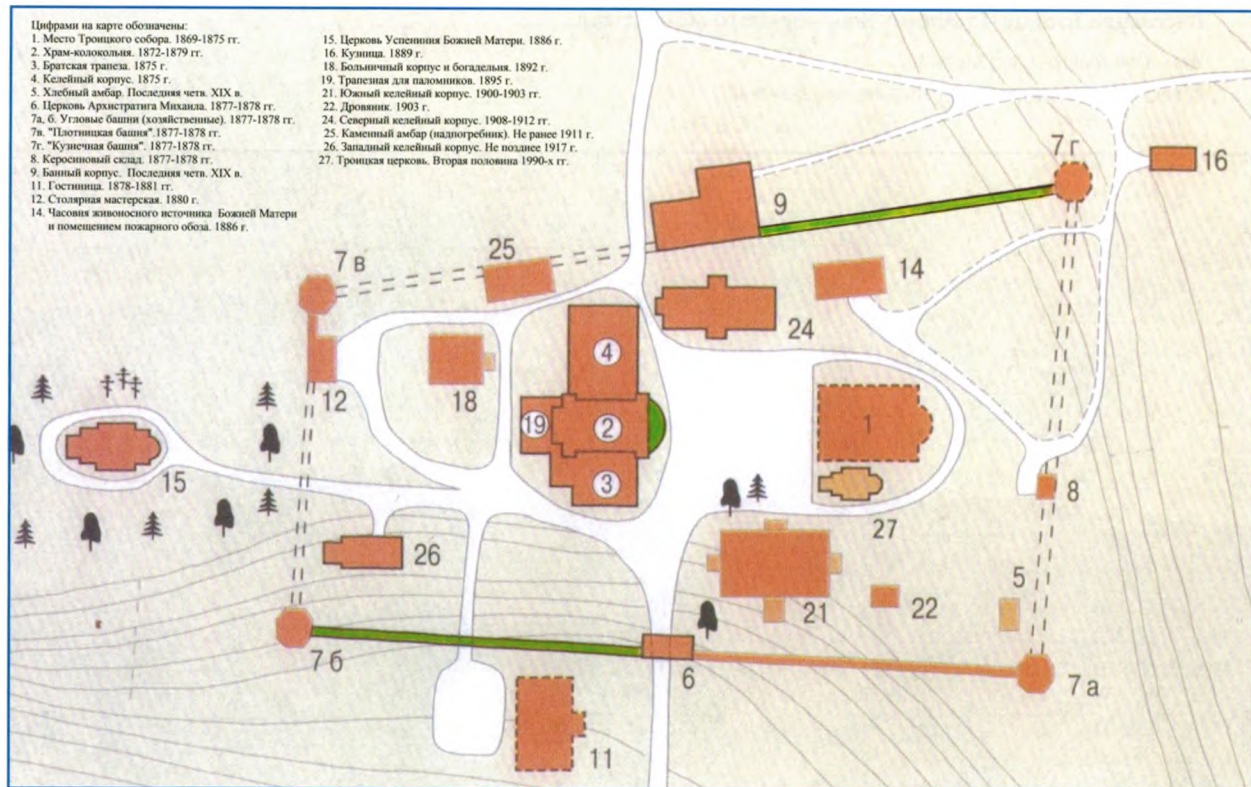 Цифрами на карте обозначены:
1. Место Троицкого собора. 1869-1875 гг.
2. Храм-колокольня. 1872-1879 гг.
3. Братская трапеза. 1875 г.
4. Келейный корпус. 1875 г.
5. Хлебный амбар. Последняя четв. XIX в.
6. Церковь Архистратига Михаила. 1877-1878 гг.
7а, б. Угловые башни (хозяйственные). 1877-1878 гг.
7в. "Плотницкая башня".1877-1878 гг.
7г. "Кузнечная башня". 1877-1878 гг.
8. Керосиновый склад. 1877-1878 гг.
9. Банный корпус. Последняя четв. XIX в.
11. Гостиница. 1878-1881 гг.
12. Столярная мастерская. 1880 г.
14. Часовня живоносного источника Божией Матери
и помещением пожарного обоза. 1886 г.
15. Церковь Успениния Божией Матери. 1886 г.
16. Кузница. 1889 г.
18. Больничный корпус и богадельня. 1892 г.
19. Трапезная для паломников. 1895 г.
21. Южный келейный корпус. 1900-1903 гг.
22. Дровяник. 1903 г.
24. Северный келейный корпус. 1908-1912 гг.
25. Каменный амбар (надпогребник). Не ранее 1911 г.
26. Западный келейный корпус. Не позднее 1917 г.
27. Троицкая церковь. Вторая половина 1990-х гг.
7 г
16
9
25
7 в
14
24
4
12
18
19
2
1
15
3
8
27
26
5
21
22
7 б
6
7 а
11